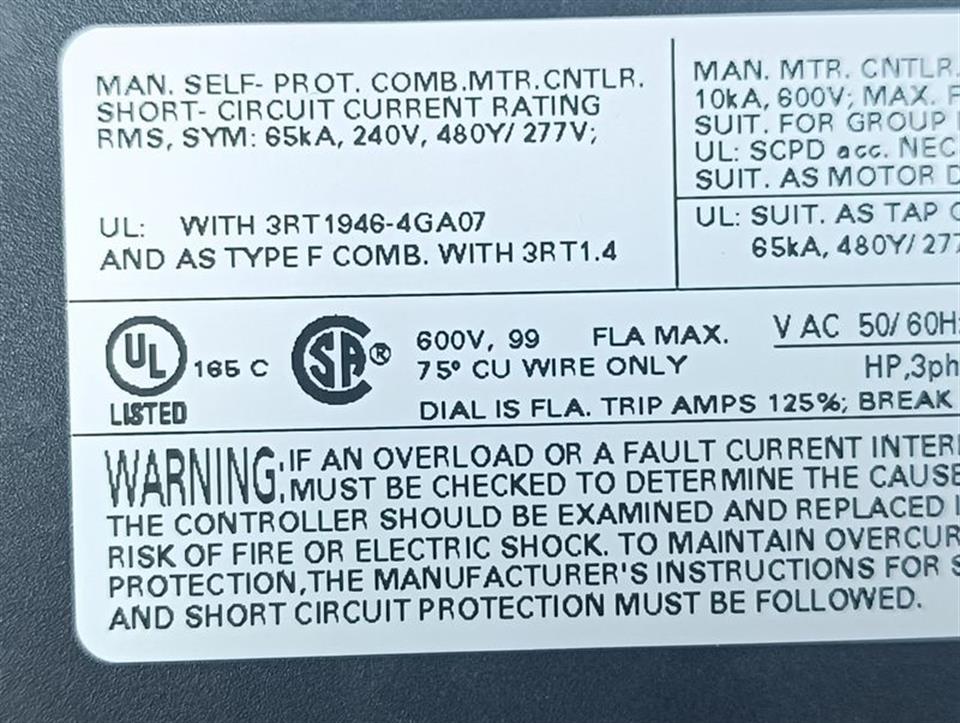 MAN. SELF- PROT. COMB.MTR.CNTLR.
SHORT- CIRCUIT CURRENT RATING
RMS, SYM: 65kA, 240V, 480Y/ 277V;
UL: WITH 3RT1946-4GA07
AND AS TYPE F COMB. WITH 3RT1.4
MAN. MTR. CNTLR.
10kA, 600V; MAX.
SUIT. FOR GROUP
UL: SCPD acc. NEC
SUIT. AS MOTOR
UL: SUIT. AS TAP
65kA, 480Y/ 277
UL 165 C
LISTED
SA®
600V, 99 FLA MAX.
75° CU WIRE ONLY
V AC 50/ 60Hz
HP,3ph
DIAL IS FLA. TRIP AMPS 125%; BREAK
WARNING: IF AN OVERLOAD OR A FAULT CURRENT
MUST BE CHECKED TO DETERMINE THE CAUSE
THE CONTROLLER SHOULD BE EXAMINED AND REPLACED
RISK OF FIRE OR ELECTRIC SHOCK. TO MAINTAIN
PROTECTION,THE MANUFACTURER'S INSTRUCTIONS FOR
AND SHORT CIRCUIT PROTECTION MUST BE FOLLOWED.